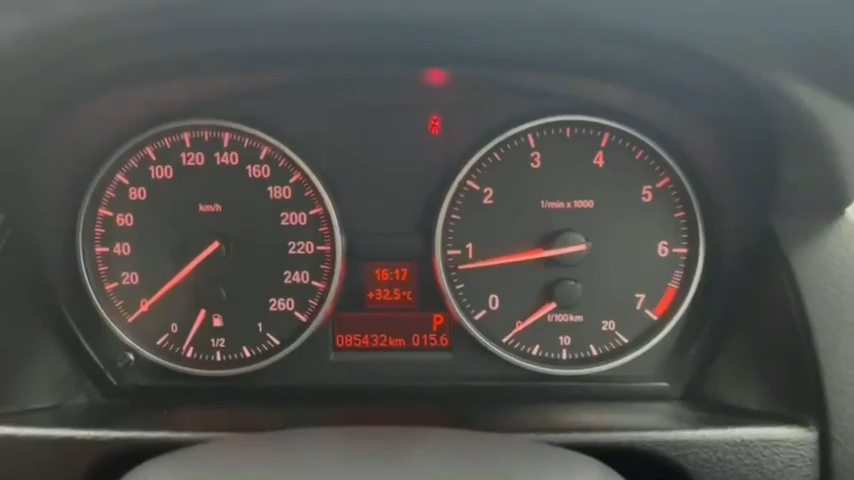 km/h
0 20 40 60 80 100 120 140 160 180 200 220 240 260
0 1/2 1
16:17
+32,5°C
P
085432km 015.6
1/min x 1000
0 1 2 3 4 5 6 7
l/100km
0 10 20